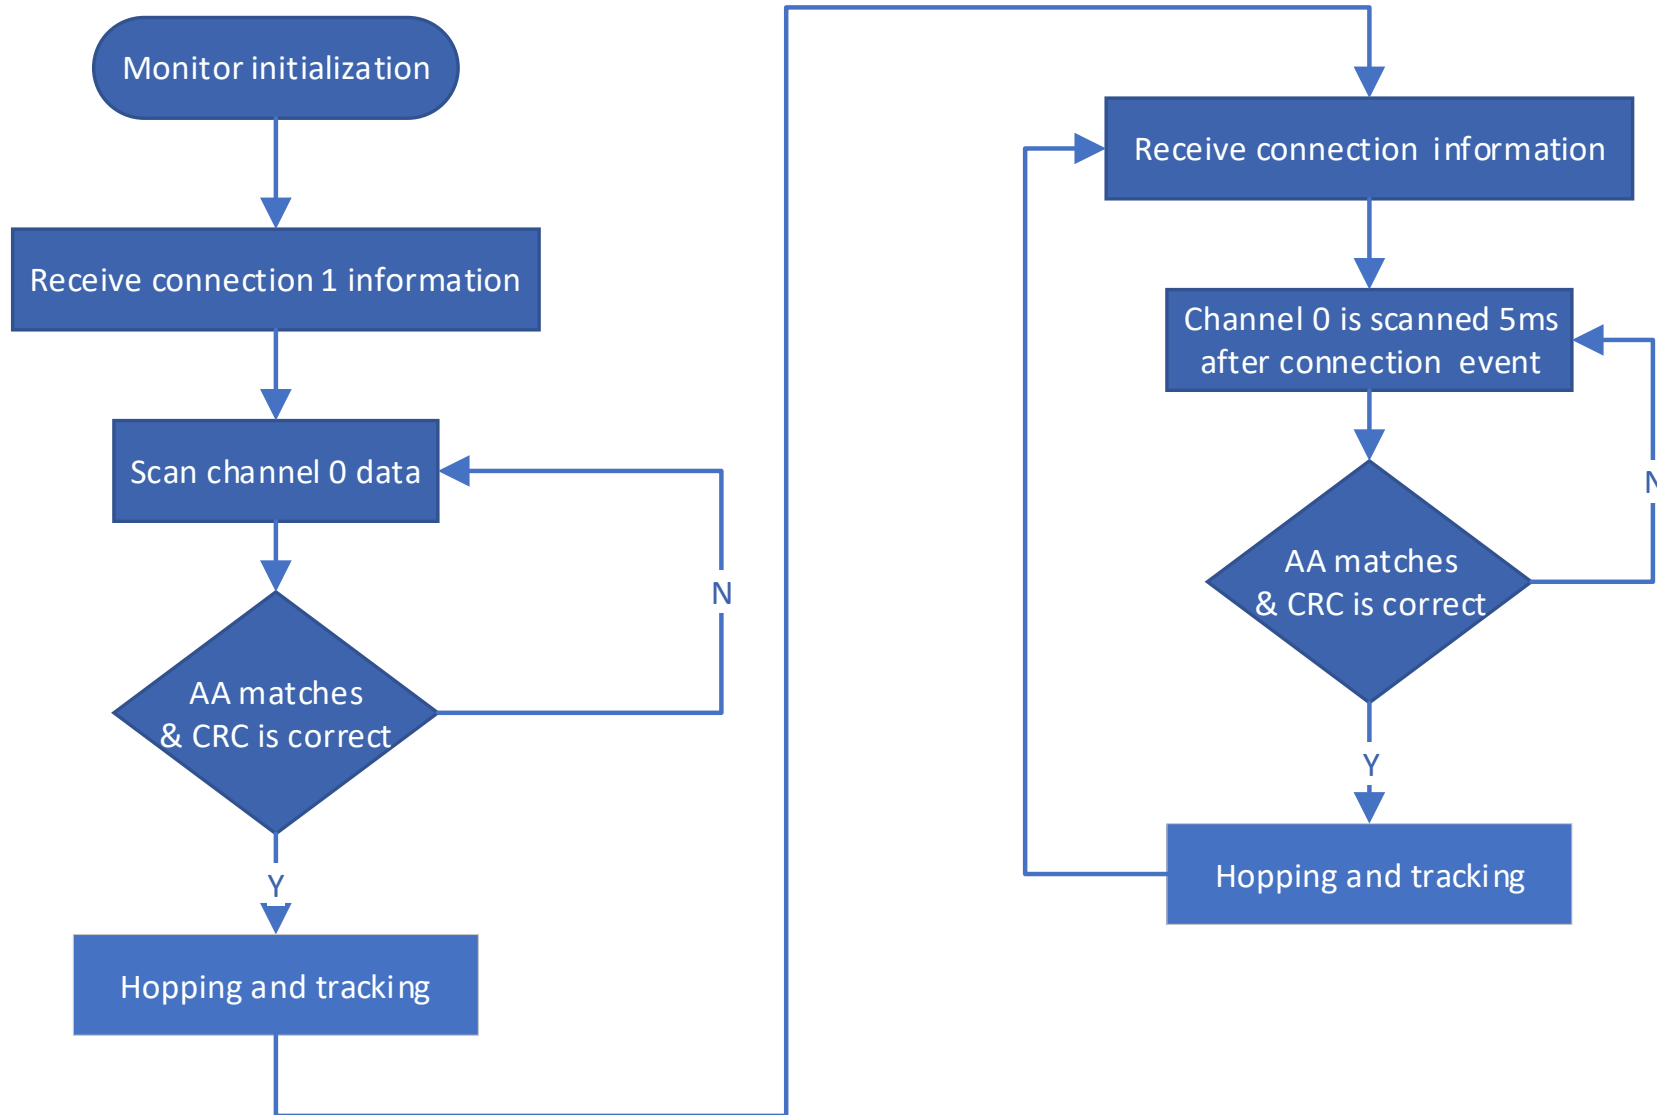 Monitor initialization
Receive connection 1 information
Scan channel 0 data
N
AA matches
& CRC is correct
Y
Hopping and tracking
Receive connection information
Channel 0 is scanned 5ms
after connection event
N
AA matches
& CRC is correct
Y
Hopping and tracking